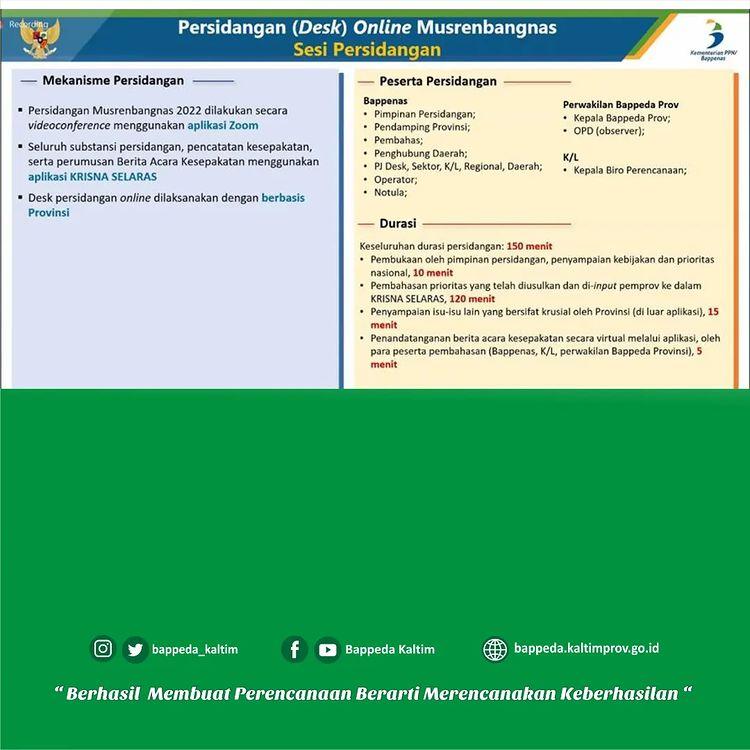 Recording
Persidangan (Desk) Online Musrenbangnas
Sesi Persidangan
Kementerian PPN/
Bappenas
Mekanisme Persidangan
▪ Persidangan Musrenbangnas 2022 dilakukan secara
videoconference menggunakan aplikasi Zoom
▪ Seluruh substansi persidangan, pencatatan kesepakatan,
serta perumusan Berita Acara Kesepakatan menggunakan
aplikasi KRISNA SELARAS
▪ Desk persidangan online dilaksanakan dengan berbasis
Provinsi
Peserta Persidangan
Bappenas
• Pimpinan Persidangan;
• Pendamping Provinsi;
• Pembahas;
• Penghubung Daerah;
• PJ Desk, Sektor, K/L, Regional, Daerah;
• Operator;
• Notula;
Perwakilan Bappeda Prov
• Kepala Bappeda Prov;
• OPD (observer);
K/L
• Kepala Biro Perencanaan;
Durasi
Keseluruhan durasi persidangan: 150 menit
• Pembukaan oleh pimpinan persidangan, penyampaian kebijakan dan prioritas
nasional, 10 menit
• Pembahasan prioritas yang telah diusulkan dan di-input pemprov ke dalam
KRISNA SELARAS, 120 menit
• Penyampaian isu-isu lain yang bersifat krusial oleh Provinsi (di luar aplikasi), 15
menit
• Penandatanganan berita acara kesepakatan secara virtual melalui aplikasi, oleh
para peserta pembahasan (Bappenas, K/L, perwakilan Bappeda Provinsi), 5
menit
bappeda_kaltim
Bappeda Kaltim
bappeda.kaltimprov.go.id
“ Berhasil Membuat Perencanaan Berarti Merencanakan Keberhasilan “